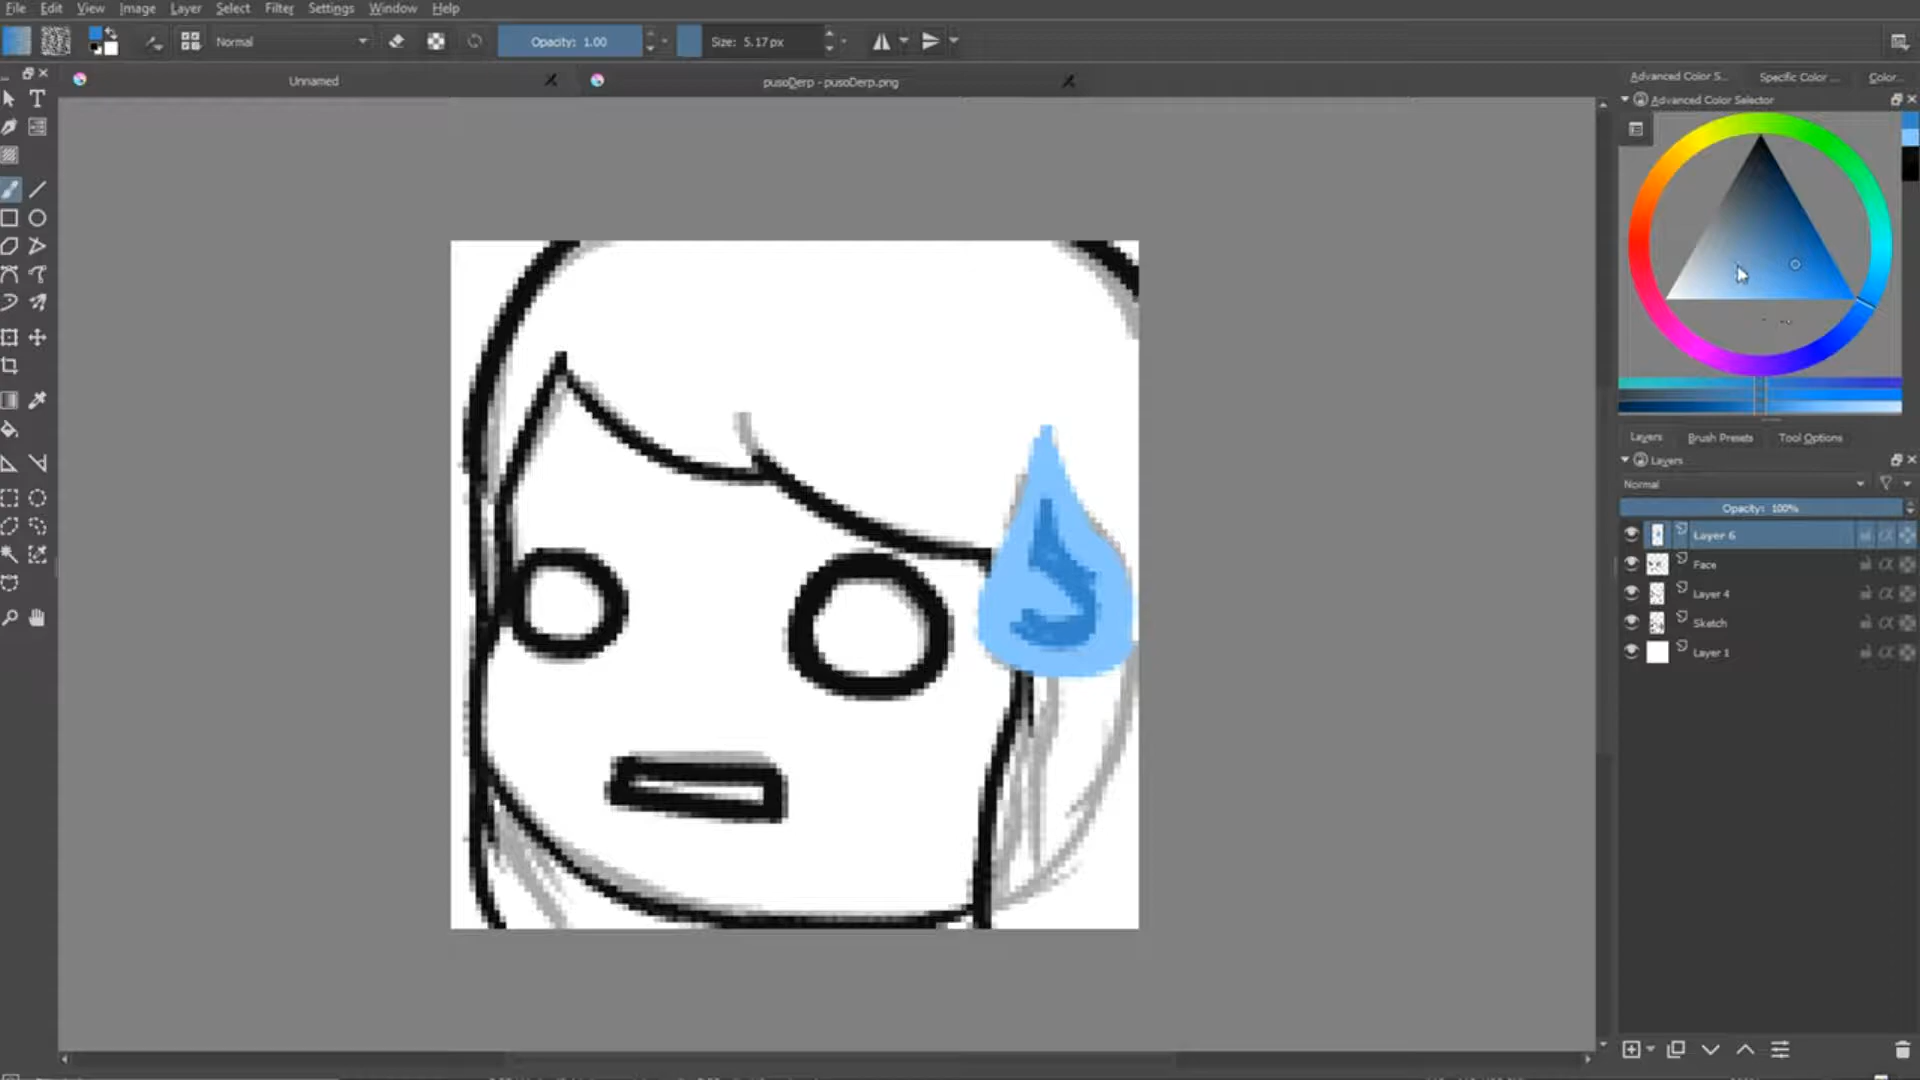 File Edit View Image Layer Select Filter Settings Window Help
Normal Opacity: 1.00 Size: 5.17 px
Unnamed pusoDerp - pusoDerp.png
Advanced Color S... Specific Color ... Color...
Advanced Color Selector
Layers Brush Presets Tool Options
Layers
Normal
Opacity: 100%
Layer 6
Face
Layer 4
Sketch
Layer 1